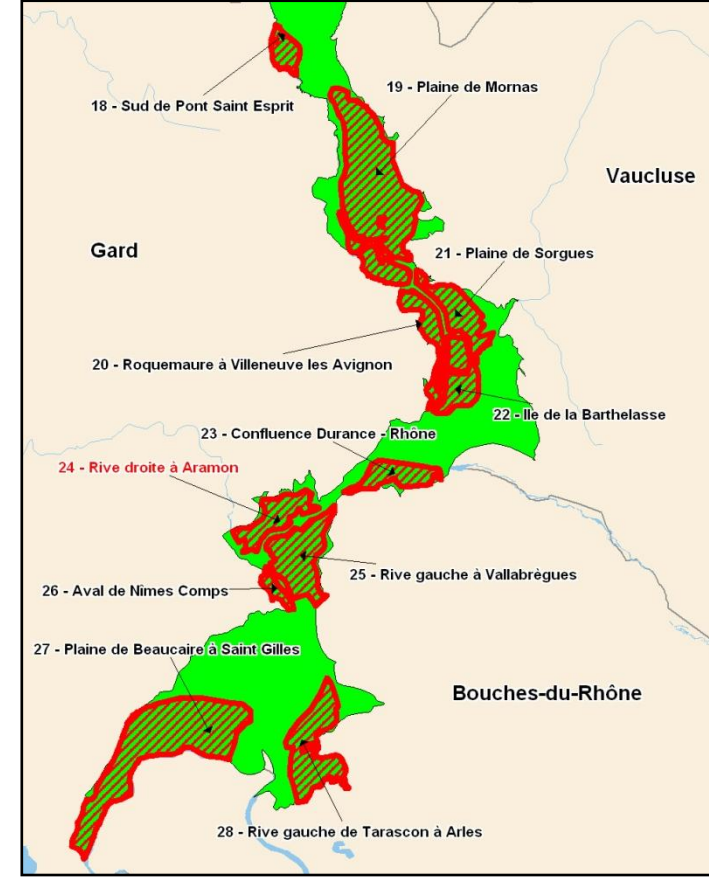 19 - Plaine de Mornas
18 - Sud de Pont Saint Esprit
Vaucluse
Gard
21 - Plaine de Sorgues
20 - Roquemaure à Villeneuve les Avignon
22 - Ile de la Barthelasse
23 - Confluence Durance - Rhône
24 - Rive droite à Aramon
25 - Rive gauche à Vallabrègues
26 - Aval de Nîmes Comps
27 - Plaine de Beaucaire à Saint Gilles
Bouches-du-Rhône
28 - Rive gauche de Tarascon à Arles